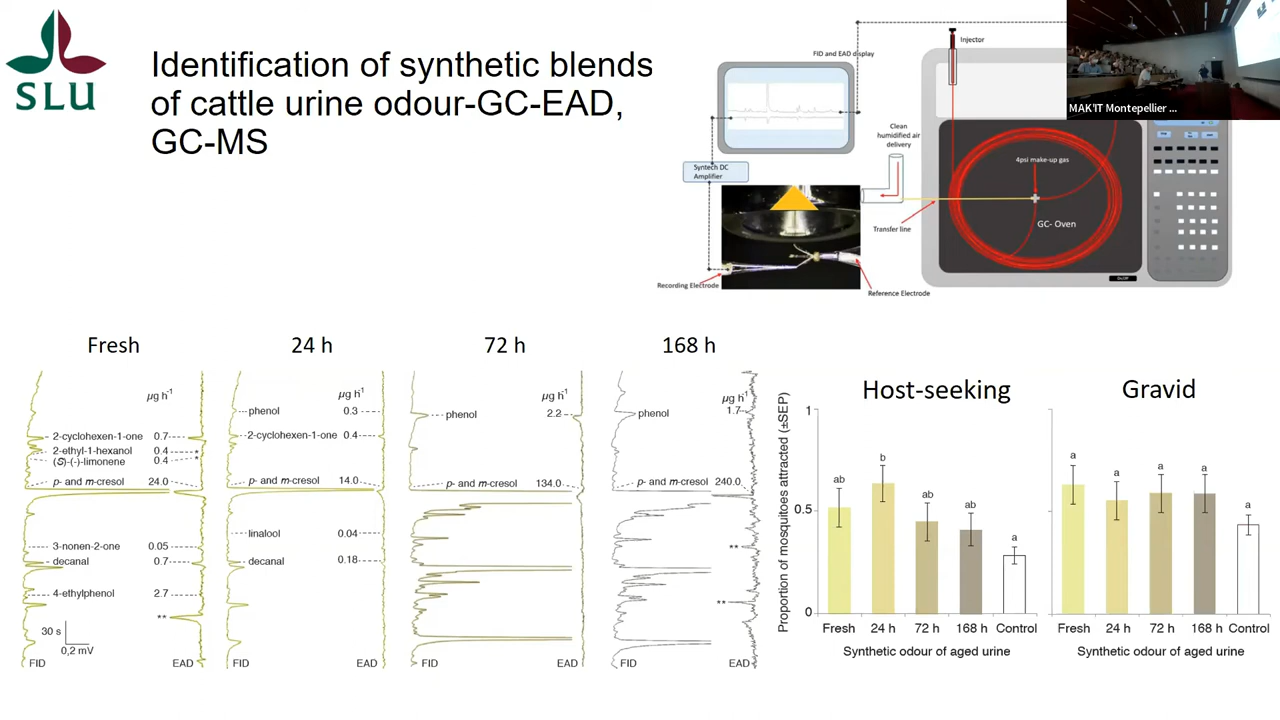 SLU
Identification of synthetic blends
of cattle urine odour-GC-EAD,
GC-MS
FID and EAD display
Injector
MAK'IT Montepellier ...
Clean
humidified air
delivery
4psi make-up gas
Syntech DC
Amplifier
GC- Oven
Transfer line
Recording Electrode
Reference Electrode
Fresh
µg h⁻¹
2-cyclohexen-1-one 0.7
2-ethyl-1-hexanol 0.4 *
(S)-(-)-limonene 0.4 *
p- and m-cresol 24.0
3-nonen-2-one 0.05
decanal 0.7
4-ethylphenol 2.7
**
30 s
0,2 mV
FID EAD
24 h
µg h⁻¹
phenol 0.3
2-cyclohexen-1-one 0.4
p- and m-cresol 14.0
linalool 0.04
decanal 0.18
FID EAD
72 h
µg h⁻¹
phenol 2.2
p- and m-cresol 134.0
FID EAD
168 h
µg h⁻¹
phenol 1.7
p- and m-cresol 240.0
**
**
FID EAD
Proportion of mosquitoes attracted (±SEP)
1
0.5
0
Host-seeking
ab b ab ab a
Fresh 24 h 72 h 168 h Control
Synthetic odour of aged urine
Gravid
a a a a a
Fresh 24 h 72 h 168 h Control
Synthetic odour of aged urine